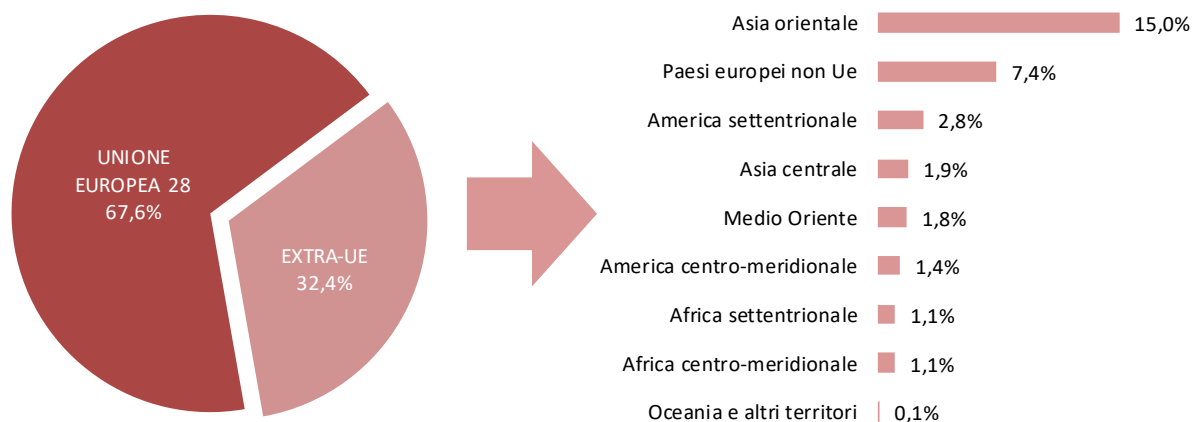 UNIONE
EUROPEA 28
67,6%
EXTRA-UE
32,4%
Asia orientale 15,0%
Paesi europei non Ue 7,4%
America settentrionale 2,8%
Asia centrale 1,9%
Medio Oriente 1,8%
America centro-meridionale 1,4%
Africa settentrionale 1,1%
Africa centro-meridionale 1,1%
Oceania e altri territori 0,1%